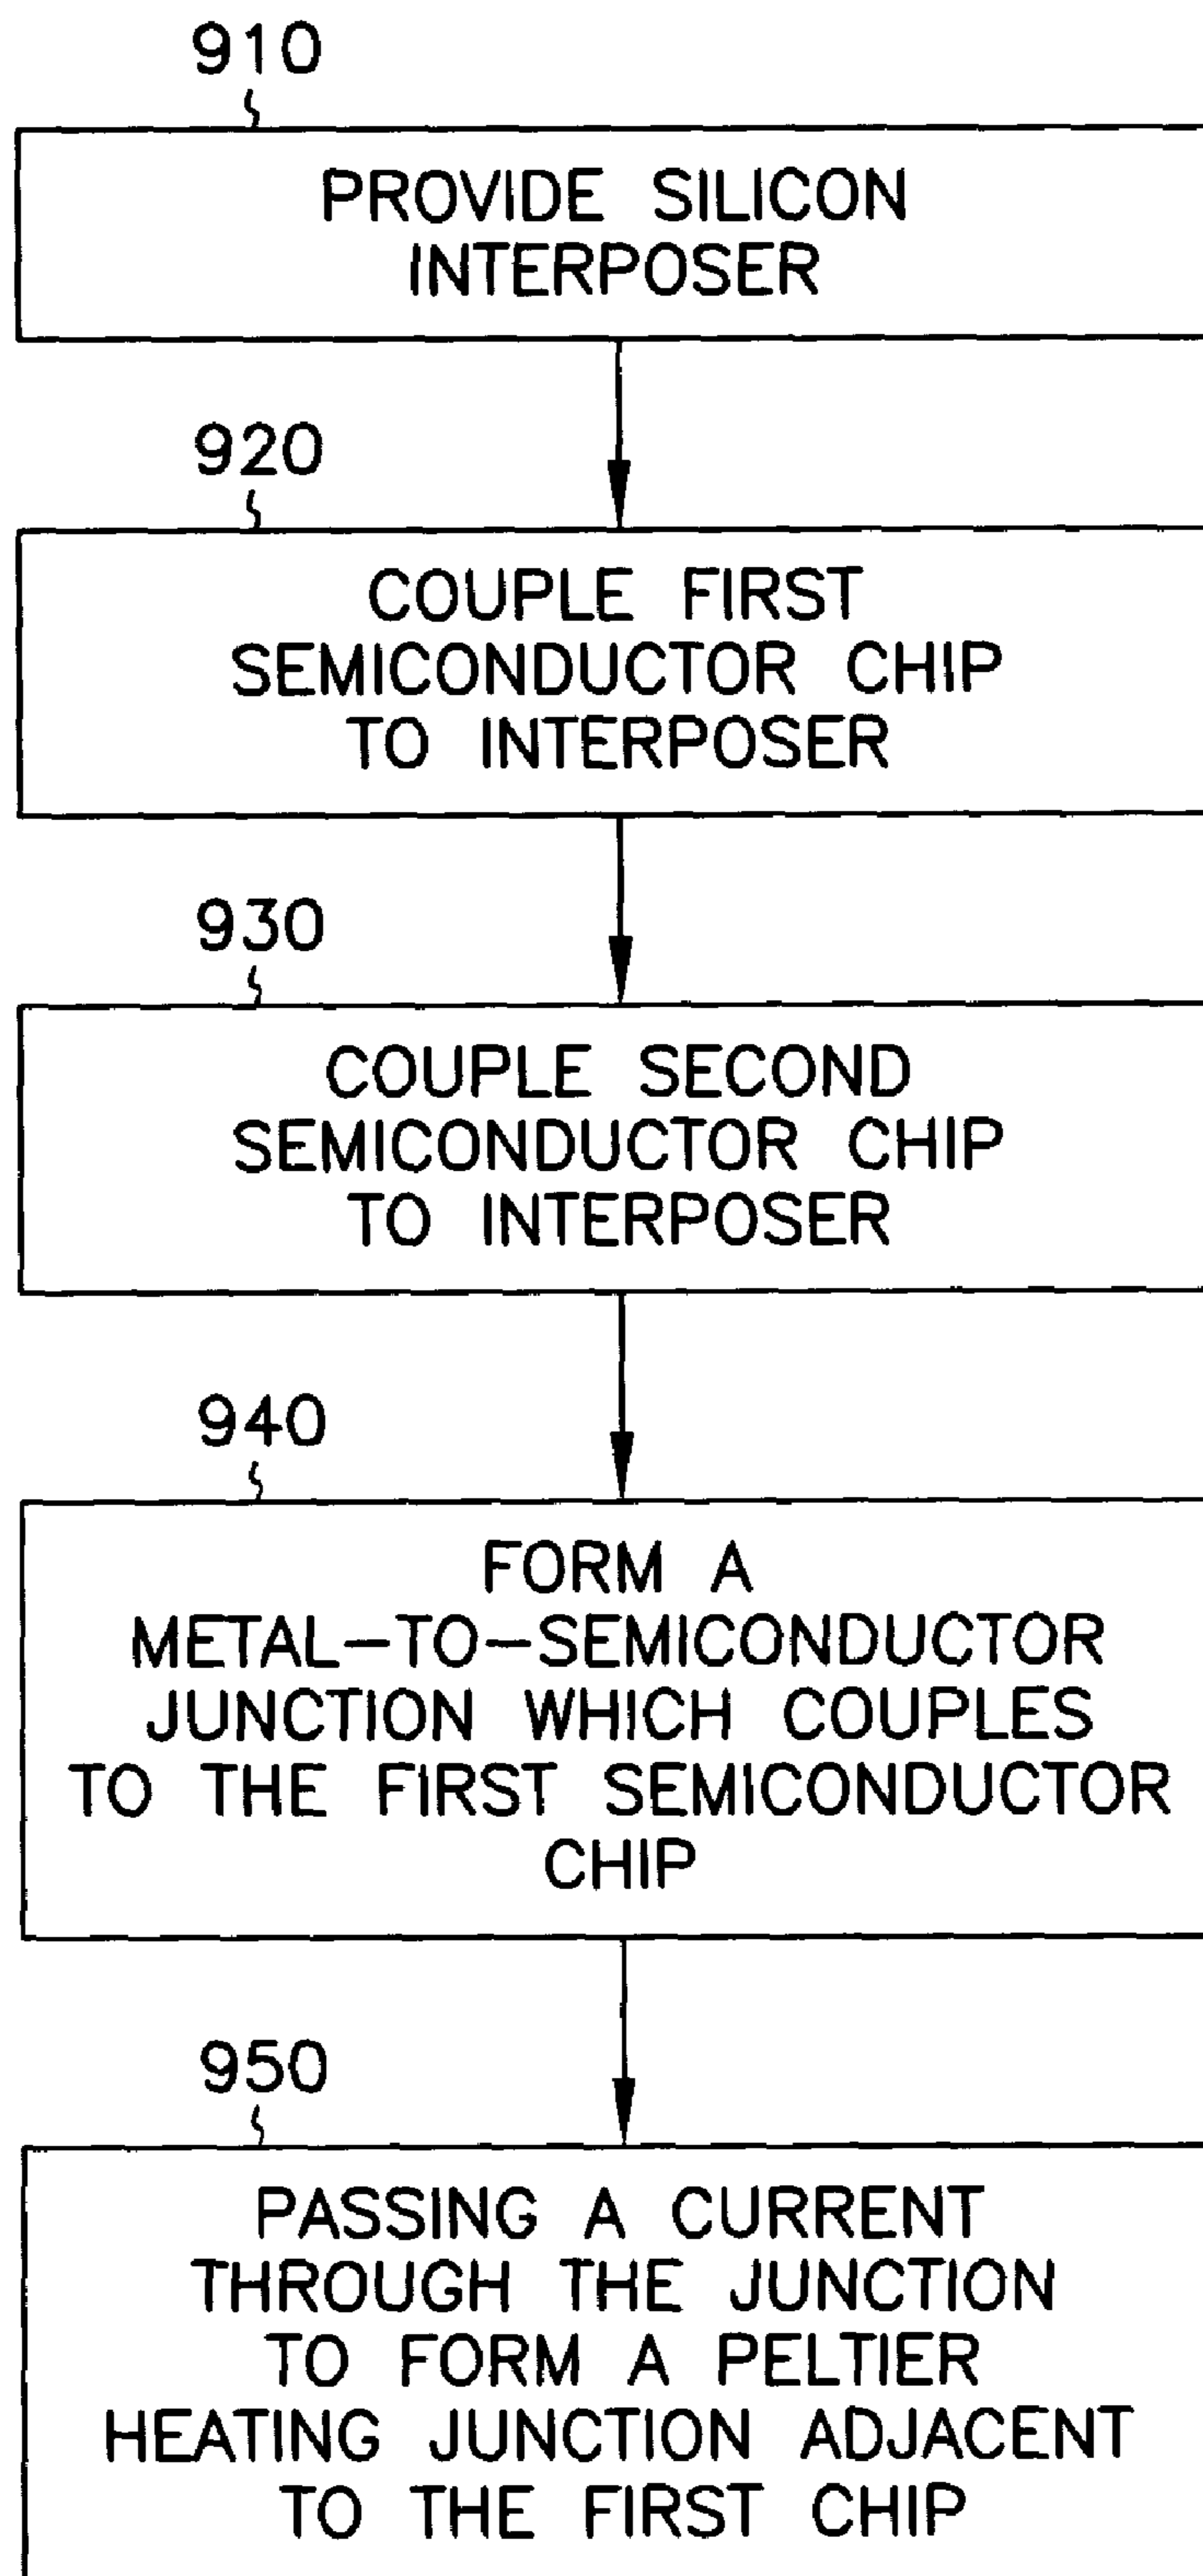 910
PROVIDE SILICON
INTERPOSER
920
COUPLE FIRST
SEMICONDUCTOR CHIP
TO INTERPOSER
930
COUPLE SECOND
SEMICONDUCTOR CHIP
TO INTERPOSER
940
FORM A
METAL-TO-SEMICONDUCTOR
JUNCTION WHICH COUPLES
TO THE FIRST SEMICONDUCTOR
CHIP
950
PASSING A CURRENT
THROUGH THE JUNCTION
TO FORM A PELTIER
HEATING JUNCTION ADJACENT
TO THE FIRST CHIP